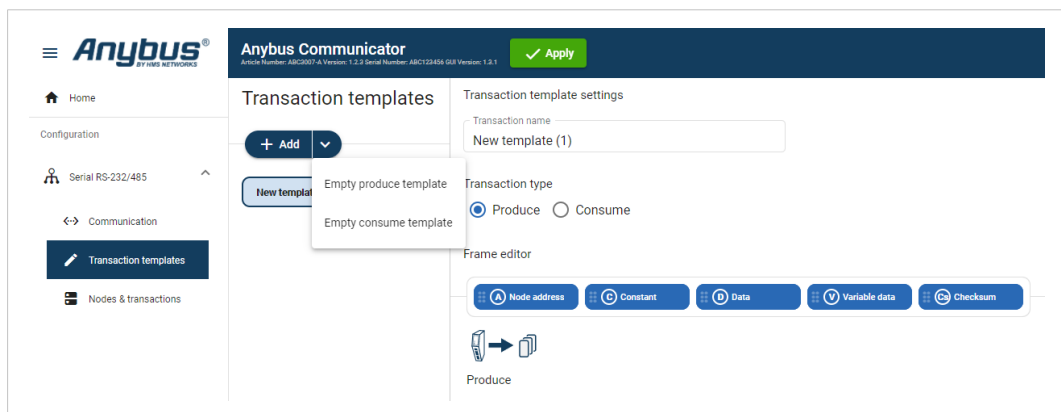 Anybus®
BY HMS NETWORKS
Anybus Communicator
Article Number: ABC3007-A Version: 1.2.3 Serial Number: ABC123456 GUI Version: 1.3.1
Apply
Home
Configuration
Serial RS-232/485
Communication
Transaction templates
Nodes & transactions
Transaction templates
Add
New templat
Empty produce template
Empty consume template
Transaction template settings
Transaction name
New template (1)
Transaction type
Produce
Consume
Frame editor
A Node address
C Constant
D Data
V Variable data
Cs Checksum
Produce